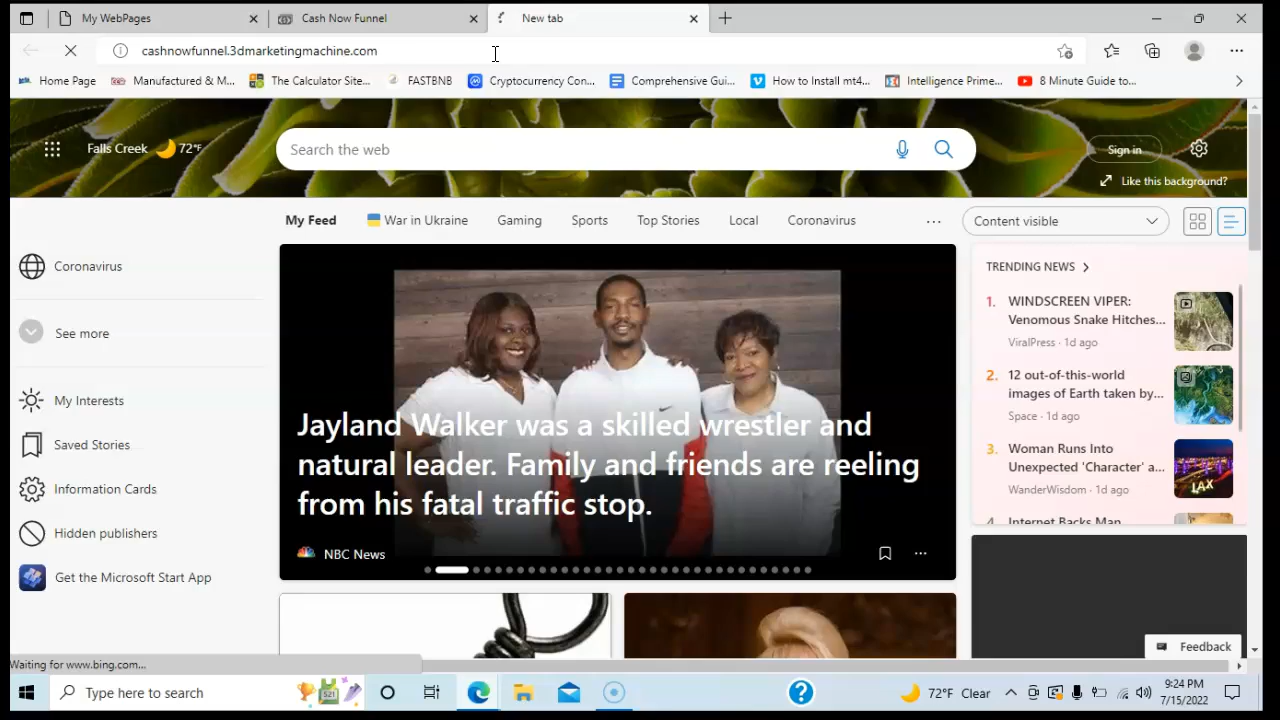 My WebPages
Cash Now Funnel
New tab
cashnowfunnel.3dmarketingmachine.com
Home Page
Manufactured & M...
The Calculator Site...
FASTBNB
Cryptocurrency Con...
Comprehensive Gui...
How to Install mt4...
Intelligence Prime...
8 Minute Guide to...
Falls Creek 72°F
Search the web
Sign in
Like this background?
My Feed
War in Ukraine
Gaming
Sports
Top Stories
Local
Coronavirus
...
Content visible
Coronavirus
See more
My Interests
Saved Stories
Information Cards
Hidden publishers
Get the Microsoft Start App
Jayland Walker was a skilled wrestler and
natural leader. Family and friends are reeling
from his fatal traffic stop.
NBC News
TRENDING NEWS
1. WINDSCREEN VIPER:
Venomous Snake Hitches...
ViralPress · 1d ago
2. 12 out-of-this-world
images of Earth taken by...
Space · 1d ago
3. Woman Runs Into
Unexpected 'Character' a...
WanderWisdom · 1d ago
LAX
4. Internet Backs Man
Feedback
Waiting for www.bing.com...
Type here to search
72°F Clear
9:24 PM
7/15/2022